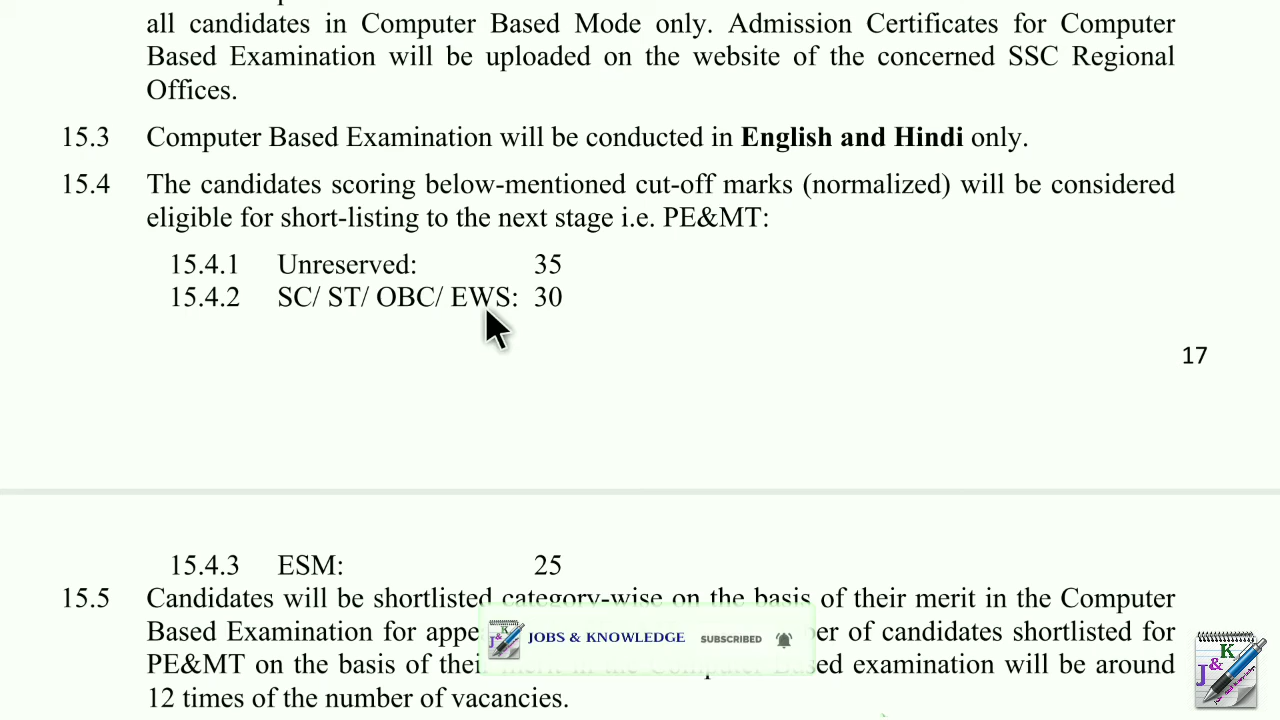 all candidates in Computer Based Mode only. Admission Certificates for Computer
Based Examination will be uploaded on the website of the concerned SSC Regional
Offices.
15.3 Computer Based Examination will be conducted in English and Hindi only.
15.4 The candidates scoring below-mentioned cut-off marks (normalized) will be considered
eligible for short-listing to the next stage i.e. PE&MT:
15.4.1 Unreserved: 35
15.4.2 SC/ ST/ OBC/ EWS: 30
17
15.4.3 ESM: 25
15.5 Candidates will be shortlisted category-wise on the basis of their merit in the Computer
Based Examination for appe er of candidates shortlisted for
PE&MT on the basis of their merit in the Computer Based examination will be around
12 times of the number of vacancies.
JOBS & KNOWLEDGE SUBSCRIBED
J&K
J&K